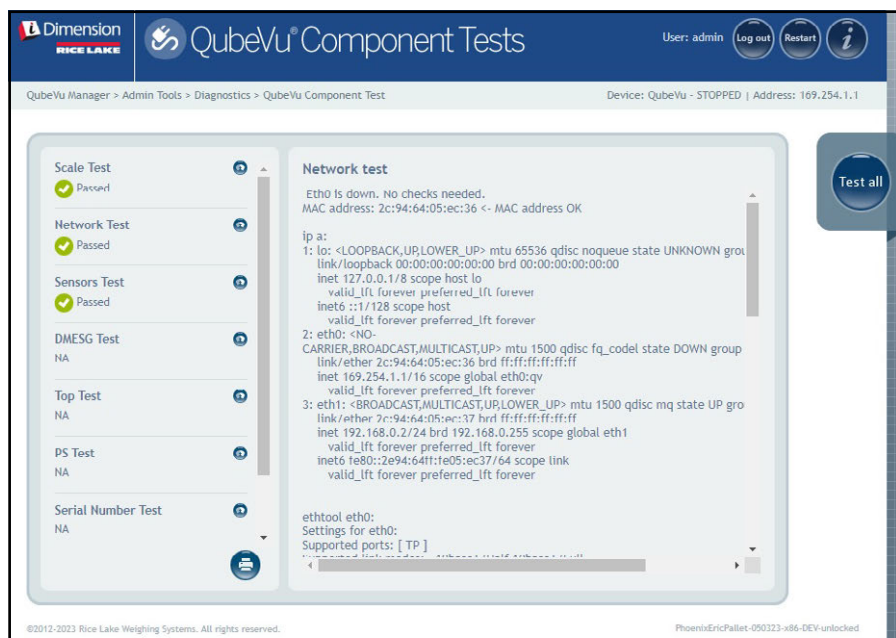 iDimension
RICE LAKE
QubeVu® Component Tests
User: admin
Log out
Restart
i
QubeVu Manager > Admin Tools > Diagnostics > QubeVu Component Test
Device: QubeVu - STOPPED | Address: 169.254.1.1
Scale Test
Passed
Network Test
Passed
Sensors Test
Passed
DMESG Test
NA
Top Test
NA
PS Test
NA
Serial Number Test
NA
Network test
Eth0 is down. No checks needed.
MAC address: 2c:94:64:05:ec:36 <- MAC address OK
ip a:
1: lo: <LOOPBACK,UP,LOWER_UP> mtu 65536 qdisc noqueue state UNKNOWN grou
link/loopback 00:00:00:00:00:00 brd 00:00:00:00:00:00
inet 127.0.0.1/8 scope host lo
valid_lft forever preferred_lft forever
inet6 ::1/128 scope host
valid_lft forever preferred_lft forever
2: eth0: <NO-
CARRIER,BROADCAST,MULTICAST,UP> mtu 1500 qdisc fq_codel state DOWN group
link/ether 2c:94:64:05:ec:36 brd ff:ff:ff:ff:ff:ff
inet 169.254.1.1/16 scope global eth0:qv
valid_lft forever preferred_lft forever
3: eth1: <BROADCAST,MULTICAST,UP,LOWER_UP> mtu 1500 qdisc mq state UP gro
link/ether 2c:94:64:05:ec:37 brd ff:ff:ff:ff:ff:ff
inet 192.168.0.2/24 brd 192.168.0.255 scope global eth1
valid_lft forever preferred_lft forever
inet6 fe80::2e94:64ff:fe05:ec37/64 scope link
valid_lft forever preferred_lft forever
ethtool eth0:
Settings for eth0:
Supported ports: [ TP ]
Test all
©2012-2023 Rice Lake Weighing Systems. All rights reserved.
PhoenixEricPallet-050323-x86-DEV-unlocked